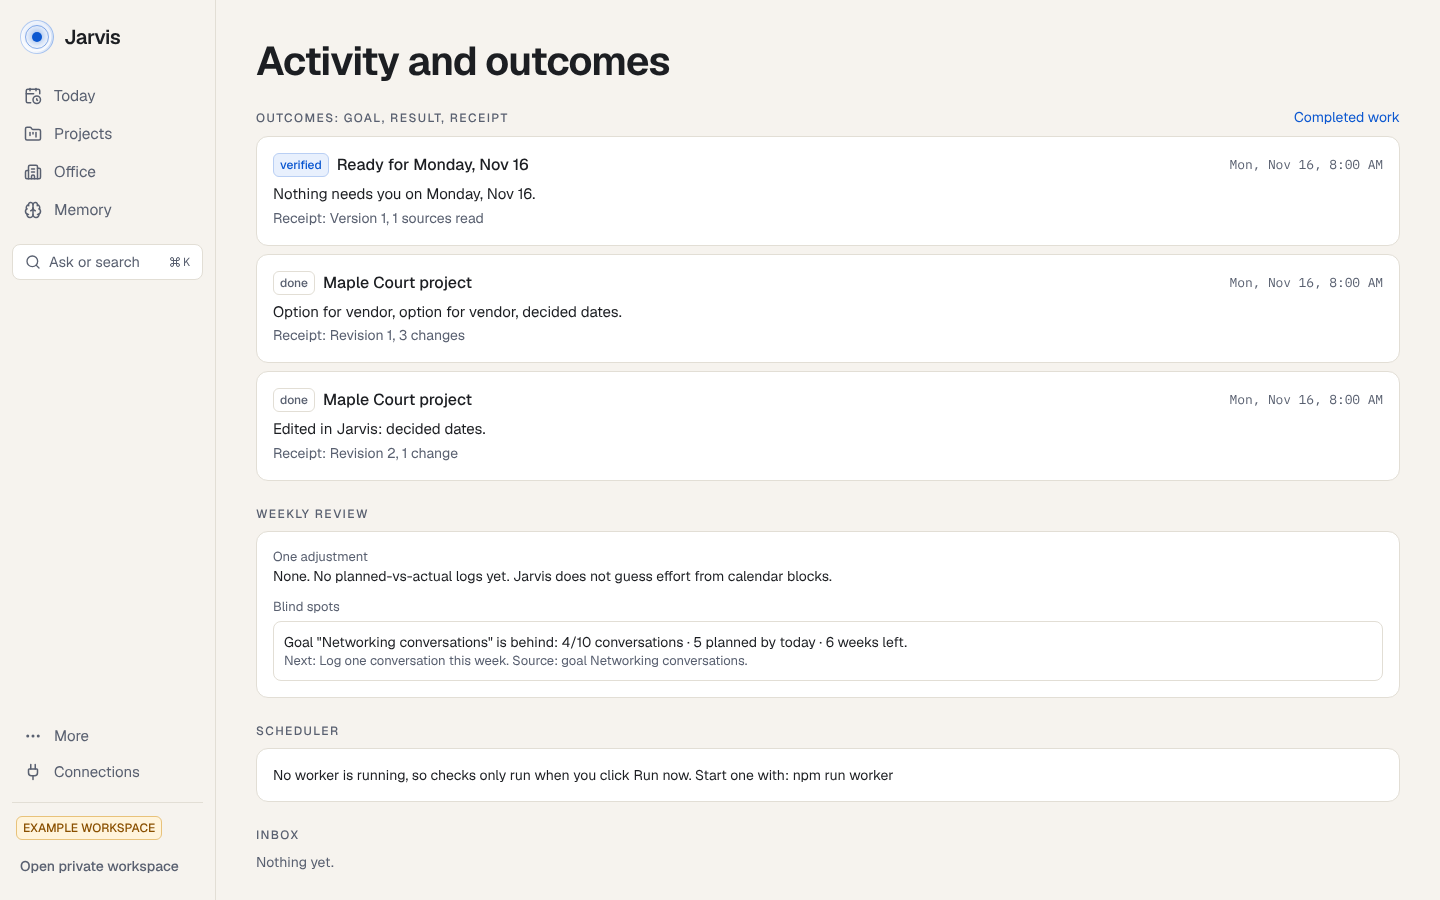 Jarvis
Today
Projects
Office
Memory
Ask or search ⌘K
More
Connections
EXAMPLE WORKSPACE
Open private workspace
Activity and outcomes
OUTCOMES: GOAL, RESULT, RECEIPT
Completed work
verified Ready for Monday, Nov 16 Mon, Nov 16, 8:00 AM
Nothing needs you on Monday, Nov 16.
Receipt: Version 1, 1 sources read
done Maple Court project Mon, Nov 16, 8:00 AM
Option for vendor, option for vendor, decided dates.
Receipt: Revision 1, 3 changes
done Maple Court project Mon, Nov 16, 8:00 AM
Edited in Jarvis: decided dates.
Receipt: Revision 2, 1 change
WEEKLY REVIEW
One adjustment
None. No planned-vs-actual logs yet. Jarvis does not guess effort from calendar blocks.
Blind spots
Goal "Networking conversations" is behind: 4/10 conversations · 5 planned by today · 6 weeks left.
Next: Log one conversation this week. Source: goal Networking conversations.
SCHEDULER
No worker is running, so checks only run when you click Run now. Start one with: npm run worker
INBOX
Nothing yet.